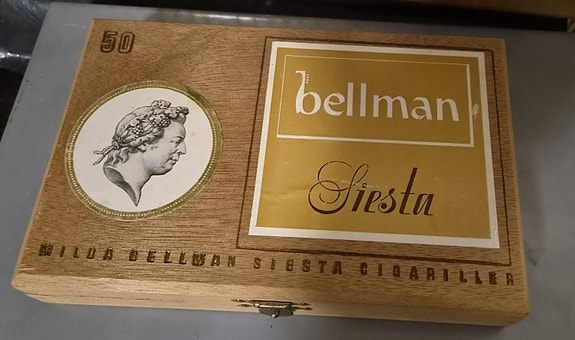 50
bellman
Siesta
MILDA BELLMAN SIESTA CIGARILLER